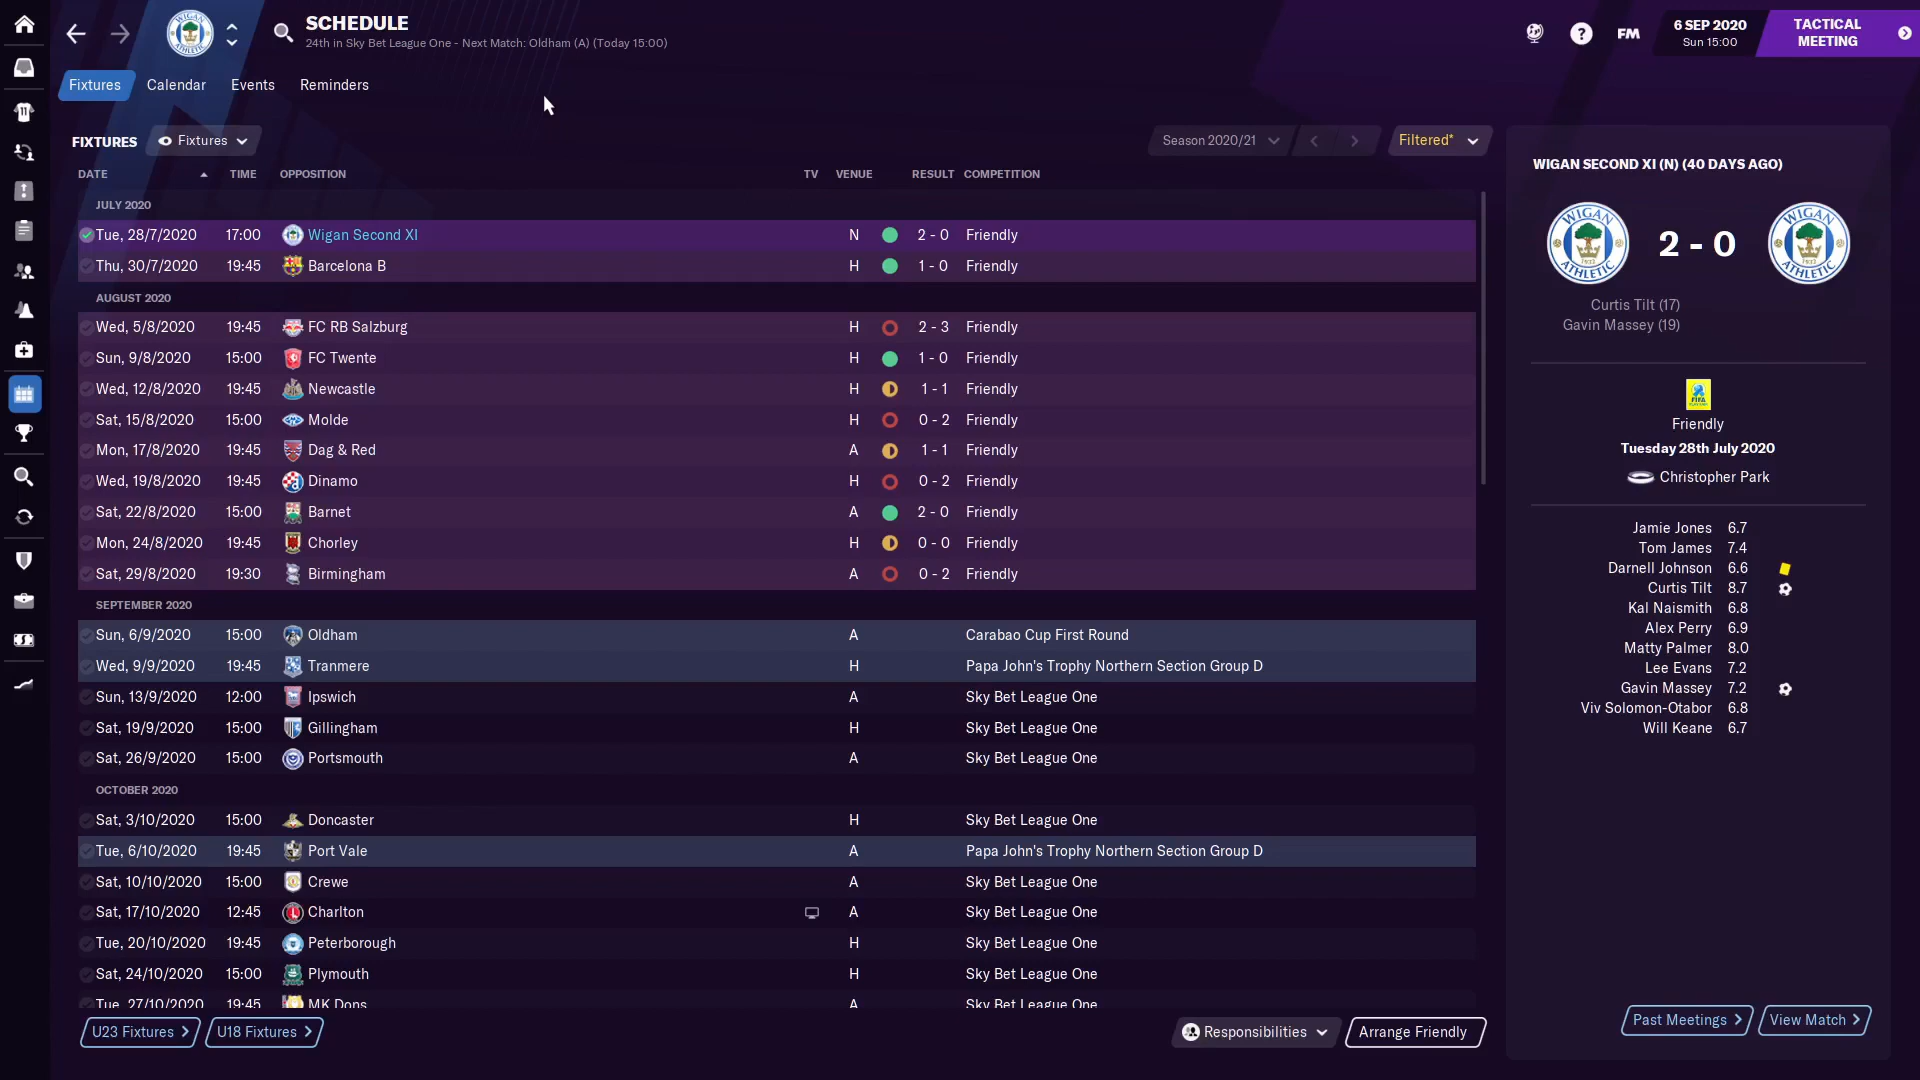 SCHEDULE
24th in Sky Bet League One - Next Match: Oldham (A) (Today 15:00)
FM
6 SEP 2020
Sun 15:00
TACTICAL
MEETING
Fixtures Calendar Events Reminders
FIXTURES Fixtures Season 2020/21 Filtered*
DATE TIME OPPOSITION TV VENUE RESULT COMPETITION
JULY 2020
Tue, 28/7/2020 17:00 Wigan Second XI N 2 - 0 Friendly
Thu, 30/7/2020 19:45 Barcelona B H 1 - 0 Friendly
AUGUST 2020
Wed, 5/8/2020 19:45 FC RB Salzburg H 2 - 3 Friendly
Sun, 9/8/2020 15:00 FC Twente H 1 - 0 Friendly
Wed, 12/8/2020 19:45 Newcastle H 1 - 1 Friendly
Sat, 15/8/2020 15:00 Molde H 0 - 2 Friendly
Mon, 17/8/2020 19:45 Dag & Red A 1 - 1 Friendly
Wed, 19/8/2020 19:45 Dinamo H 0 - 2 Friendly
Sat, 22/8/2020 15:00 Barnet A 2 - 0 Friendly
Mon, 24/8/2020 19:45 Chorley H 0 - 0 Friendly
Sat, 29/8/2020 19:30 Birmingham A 0 - 2 Friendly
SEPTEMBER 2020
Sun, 6/9/2020 15:00 Oldham A Carabao Cup First Round
Wed, 9/9/2020 19:45 Tranmere H Papa John's Trophy Northern Section Group D
Sun, 13/9/2020 12:00 Ipswich A Sky Bet League One
Sat, 19/9/2020 15:00 Gillingham H Sky Bet League One
Sat, 26/9/2020 15:00 Portsmouth A Sky Bet League One
OCTOBER 2020
Sat, 3/10/2020 15:00 Doncaster H Sky Bet League One
Tue, 6/10/2020 19:45 Port Vale A Papa John's Trophy Northern Section Group D
Sat, 10/10/2020 15:00 Crewe A Sky Bet League One
Sat, 17/10/2020 12:45 Charlton A Sky Bet League One
Tue, 20/10/2020 19:45 Peterborough H Sky Bet League One
Sat, 24/10/2020 15:00 Plymouth H Sky Bet League One
Tue, 27/10/2020 19:45 MK Dons A Sky Bet League One
U23 Fixtures U18 Fixtures Responsibilities Arrange Friendly
WIGAN SECOND XI (N) (40 DAYS AGO)
WIGAN ATHLETIC 2 - 0 WIGAN ATHLETIC
Curtis Tilt (17)
Gavin Massey (19)
FIFA
Friendly
Tuesday 28th July 2020
Christopher Park
Jamie Jones 6.7
Tom James 7.4
Darnell Johnson 6.6
Curtis Tilt 8.7
Kal Naismith 6.8
Alex Perry 6.9
Matty Palmer 8.0
Lee Evans 7.2
Gavin Massey 7.2
Viv Solomon-Otabor 6.8
Will Keane 6.7
Past Meetings View Match